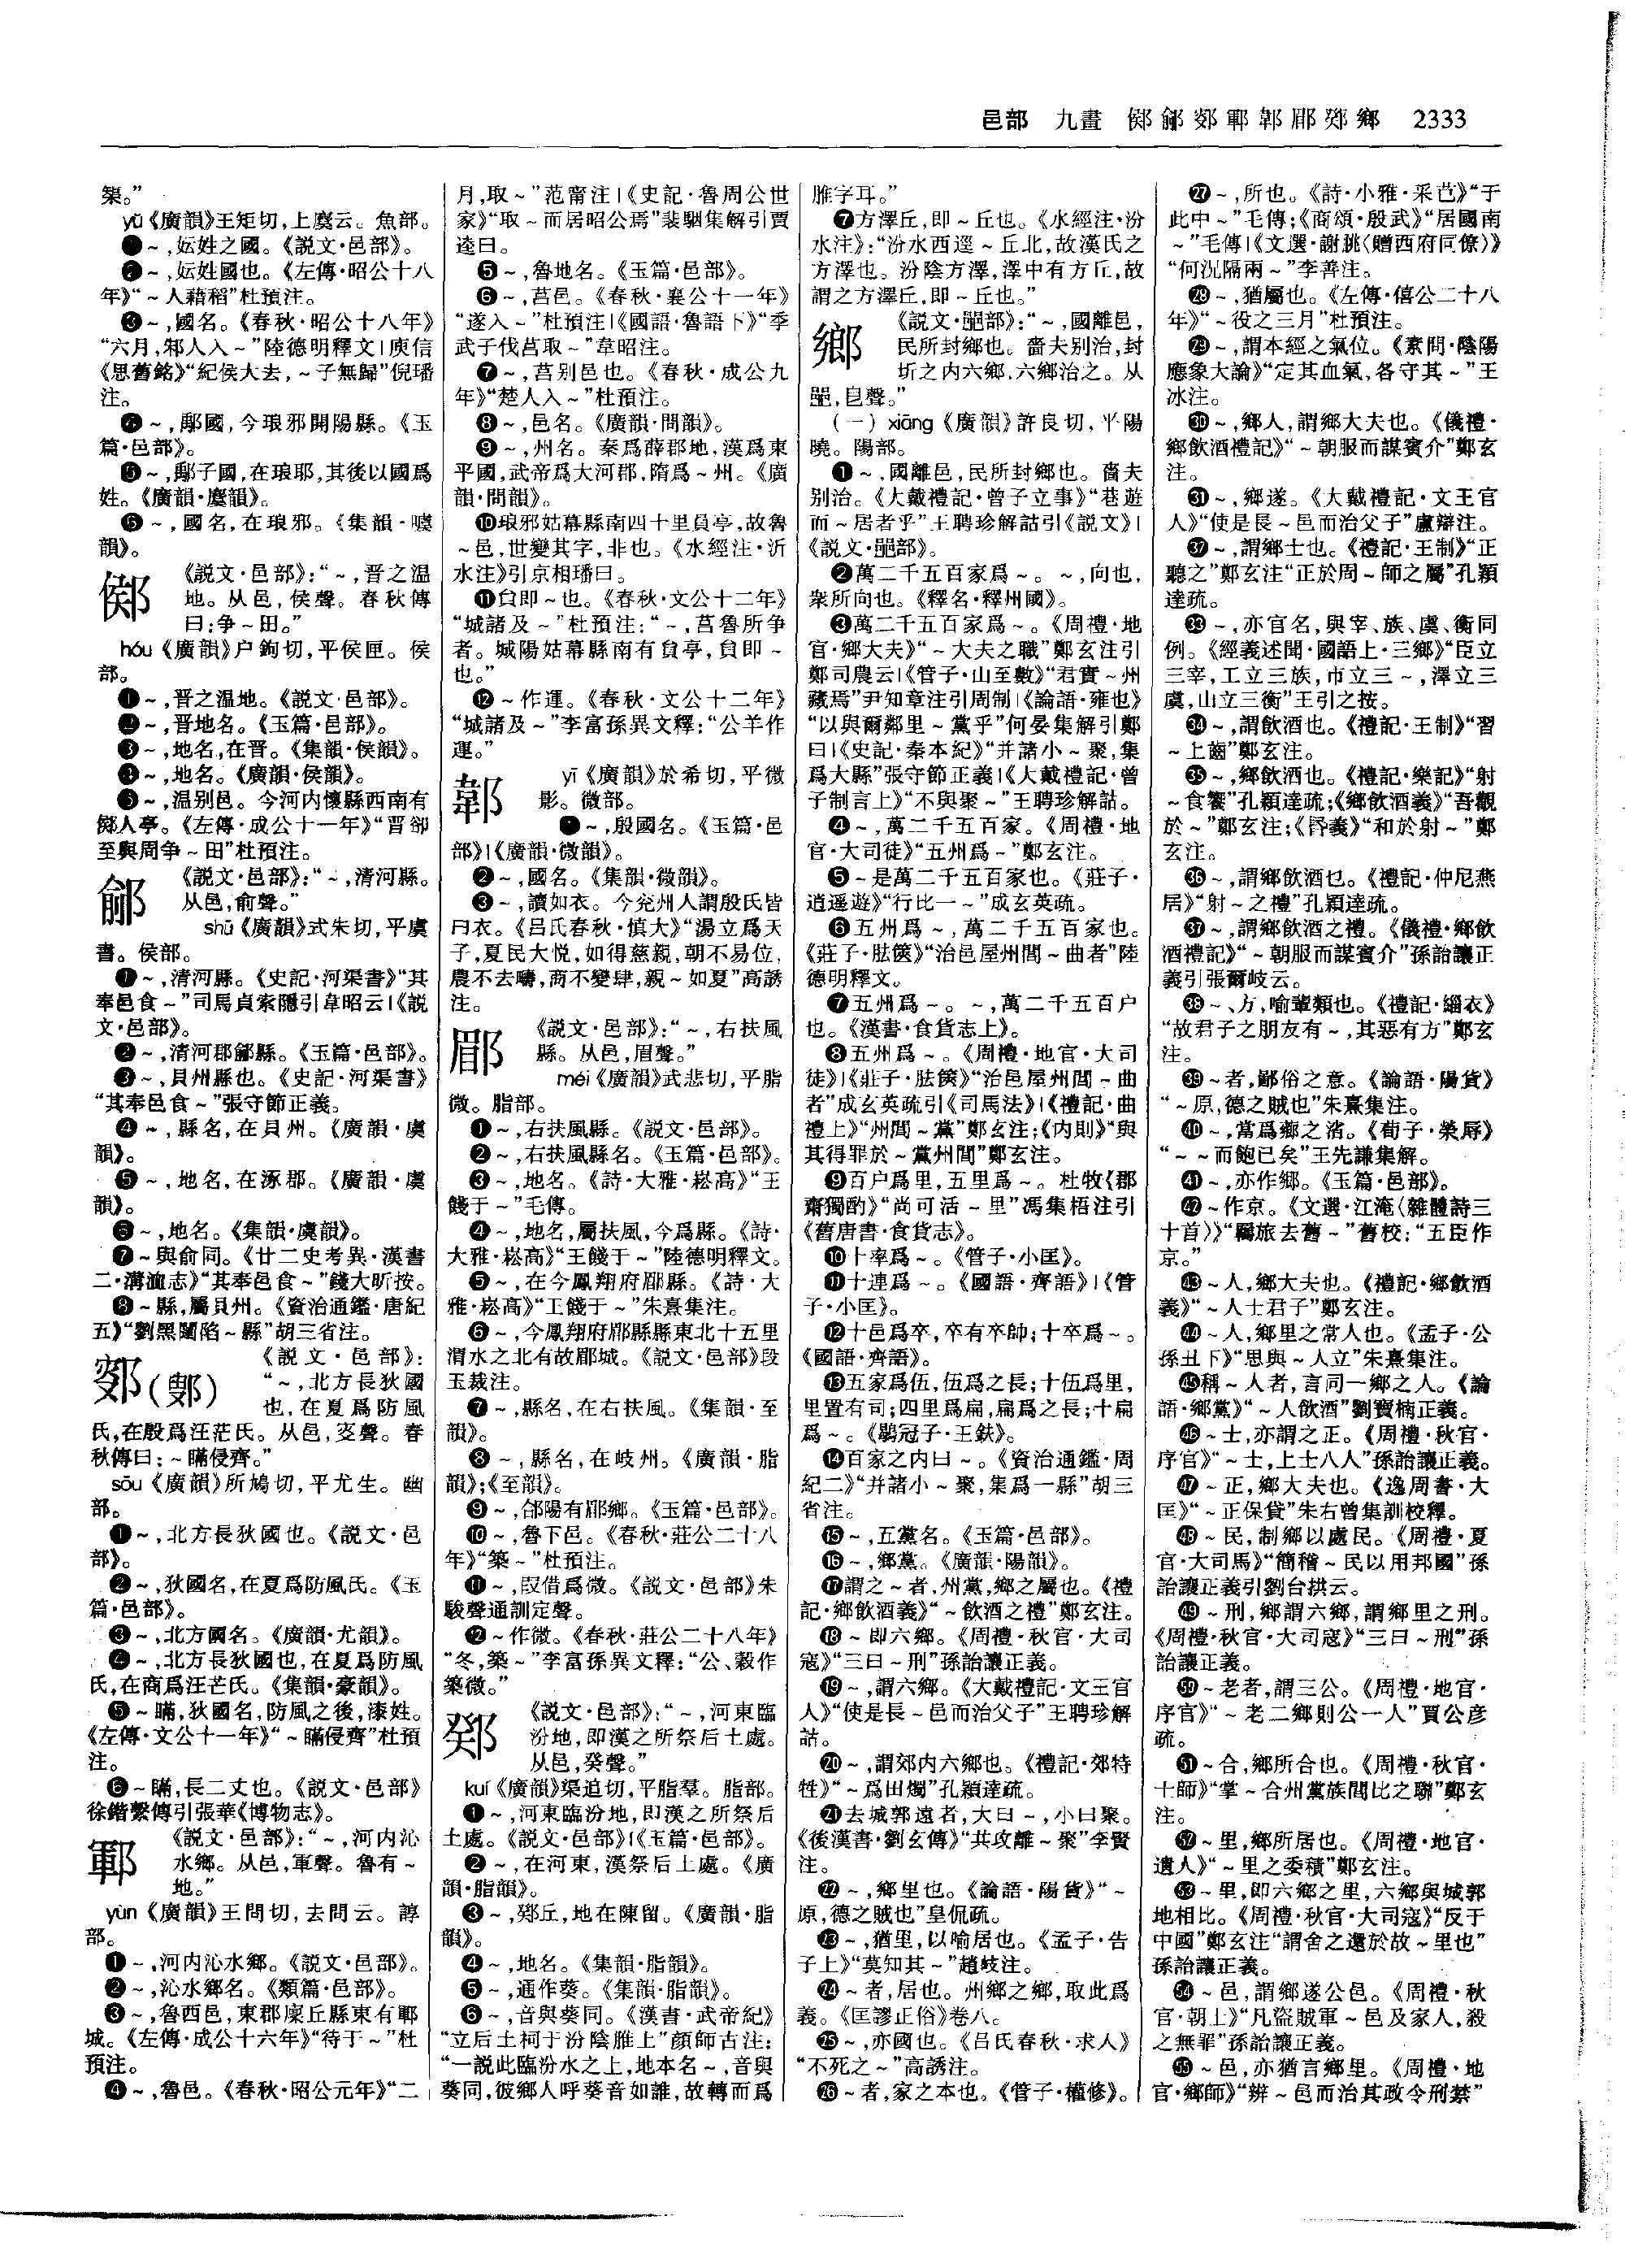 邑部　九畫　鄇鄃鄋鄆郼郿鄈鄉　2333
築。”
yǔ《廣韻》王矩切,上麌云。魚部。
❶~,妘姓之國。《説文·邑部》。
❷~,妘姓國也。《左傳·昭公十八
年》“~人藉稻”杜預注。
❸~,國名。《春秋·昭公十八年》
“六月,邾人入~”陸德明釋文|庾信
《思舊銘》“紀侯大去,~子無歸”倪璠
注。
❹~,鄅國,今琅邪開陽縣。《玉
篇·邑部》。
❺~,鄅子國,在琅耶,其後以國爲
姓。《廣韻·麌韻》。
❻~,國名,在琅邪。《集韻·噳
韻》。
鄇　《説文·邑部》:“~,晋之温
地。从邑,侯聲。春秋傳
曰:争~田。”
hóu《廣韻》户鉤切,平侯匣。侯
部。
❶~,晋之温地。《説文·邑部》。
❷~,晋地名。《玉篇·邑部》。
❸~,地名,在晋。《集韻·侯韻》。
❹~,地名。《廣韻·侯韻》。
❺~,温别邑。今河内懷縣西南有
鄇人亭。《左傳·成公十一年》“晋郤
至與周争~田”杜預注。
鄃　《説文·邑部》:“~,清河縣。
从邑,俞聲。”
shū《廣韻》式朱切,平虞
書。侯部。
❶~,清河縣。《史記·河渠書》“其
奉邑食~”司馬貞索隱引韋昭云|《説
文·邑部》。
❷~,清河郡鄃縣。《玉篇·邑部》。
❸~,貝州縣也。《史記·河渠書》
“其奉邑食~”張守節正義。
❹~,縣名,在貝州。《廣韻·虞
韻》。
❺~,地名,在涿郡。《廣韻·虞
韻》。
❻~,地名。《集韻·虞韻》。
❼~與俞同。《廿二史考異·漢書
二·溝洫志》“其奉邑食~”錢大昕按。
❽~縣,屬貝州。《資治通鑑·唐紀
五》“劉黑闥陷~縣”胡三省注。
鄋(䣭)　《説文·邑部》:
“~,北方長狄國
也,在夏爲防風
氏,在殷爲汪茫氏。从邑,叜聲。春
秋傳曰:~瞞侵齊。”
sōu《廣韻》所鳩切,平尤生。幽
部。
❶~,北方長狄國也。《説文·邑
部》。
❷~,狄國名,在夏爲防風氏。《玉
篇·邑部》。
❸~,北方國名。《廣韻·尤韻》。
❹~,北方長狄國也,在夏爲防風
氏,在商爲汪芒氏。《集韻·豪韻》。
❺~瞞,狄國名,防風之後,漆姓。
《左傳·文公十一年》“~瞞侵齊”杜預
注。
❻~瞞,長二丈也。《説文·邑部》
徐鍇繫傳引張華《博物志》。
鄆　《説文·邑部》:“~,河内沁
水鄉。从邑,軍聲。魯有~
地。”
yùn《廣韻》王問切,去問云。諄
部。
❶~,河内沁水鄉。《説文·邑部》。
❷~,沁水鄉名。《類篇·邑部》。
❸~,魯西邑,東郡廩丘縣東有鄆
城。《左傳·成公十六年》“待于~”杜
預注。
❹~,魯邑。《春秋·昭公元年》“二
月,取~”范甯注|《史記·魯周公世
家》“取~而居昭公焉”裴駰集解引賈
逵曰。
❺~,魯地名。《玉篇·邑部》。
❻~,莒邑。《春秋·襄公十一年》
“遂入~”杜預注|《國語·魯語下》“季
武子伐莒取~”韋昭注。
❼~,莒别邑也。《春秋·成公九
年》“楚人入~”杜預注。
❽~,邑名。《廣韻·問韻》。
❾~,州名。秦爲薛郡地,漢爲東
平國,武帝爲大河郡,隋爲~州。《廣
韻·問韻》。
❿琅邪姑幕縣南四十里員亭,故魯
~邑,世變其字,非也。《水經注·沂
水注》引京相璠曰。
⓫負即~也。《春秋·文公十二年》
“城諸及~”杜預注:“~,莒魯所争
者。城陽姑幕縣南有負亭,負即~
也。”
⓬~作運。《春秋·文公十二年》
“城諸及~”李富孫異文釋:“公羊作
運。”
郼　yī《廣韻》於希切,平微
影。微部。
❶~,殷國名。《玉篇·邑
部》|《廣韻·微韻》。
❷~,國名。《集韻·微韻》。
❸~,讀如衣。今兖州人謂殷氏皆
曰衣。《吕氏春秋·慎大》“湯立爲天
子,夏民大悦,如得慈親,朝不易位,
農不去疇,商不變肆,親~如夏”高誘
注。
郿　《説文·邑部》:“~,右扶風
縣。从邑,眉聲。”
méi《廣韻》武悲切,平脂
微。脂部。
❶~,右扶風縣。《説文·邑部》。
❷~,右扶風縣名。《玉篇·邑部》。
❸~,地名。《詩·大雅·崧高》“王
餞于~”毛傳。
❹~,地名,屬扶風,今爲縣。《詩·
大雅·崧高》“王餞于~”陸德明釋文。
❺~,在今鳳翔府郿縣。《詩·大
雅·崧高》“王餞于~”朱熹集注。
❻~,今鳳翔府郿縣縣東北十五里
渭水之北有故郿城。《説文·邑部》段
玉裁注。
❼~,縣名,在右扶風。《集韻·至
韻》。
❽~,縣名,在岐州。《廣韻·脂
韻》;《至韻》。
❾~,郃陽有郿鄉。《玉篇·邑部》。
❿~,魯下邑。《春秋·莊公二十八
年》“築~”杜預注。
⓫~,叚借爲微。《説文·邑部》朱
駿聲通訓定聲。
⓬~作微。《春秋·莊公二十八年》
“冬,築~”李富孫異文釋:“公、穀作
築微。”
鄈　《説文·邑部》:“~,河東臨
汾地,即漢之所祭后土處。
从邑,癸聲。”
kuí《廣韻》渠追切,平脂羣。脂部。
❶~,河東臨汾地,即漢之所祭后
土處。《説文·邑部》|《玉篇·邑部》。
❷~,在河東,漢祭后土處。《廣
韻·脂韻》。
❸~,鄈丘,地在陳留。《廣韻·脂
韻》。
❹~,地名。《集韻·脂韻》。
❺~,通作葵。《集韻·脂韻》。
❻~,音與葵同。《漢書·武帝紀》
“立后土祠于汾陰脽上”顔師古注:
“一説此臨汾水之上,地本名~,音與
葵同,彼鄉人呼葵音如誰,故轉而爲
脽字耳。”
❼方澤丘,即~丘也。《水經注·汾
水注》:“汾水西逕~丘北,故漢氏之
方澤也。汾陰方澤,澤中有方丘,故
謂之方澤丘,即~丘也。”
鄉　《説文·𨛜部》:“~,國離邑,
民所封鄉也。嗇夫别治,封
圻之内六鄉,六鄉治之。从
𨛜,皀聲。”
(一)xiāng《廣韻》許良切,平陽
曉。陽部。
❶~,國離邑,民所封鄉也。嗇夫
别治。《大戴禮記·曾子立事》“巷遊
而~居者乎”王聘珍解詁引《説文》|
《説文·𨛜部》。
❷萬二千五百家爲~。~,向也,
衆所向也。《釋名·釋州國》。
❸萬二千五百家爲~。《周禮·地
官·鄉大夫》“~大夫之職”鄭玄注引
鄭司農云|《管子·山至數》“君實~州
藏焉”尹知章注引周制|《論語·雍也》
“以與爾鄰里~黨乎”何晏集解引鄭
曰|《史記·秦本紀》“并諸小~聚,集
爲大縣”張守節正義|《大戴禮記·曾
子制言上》“不與聚~”王聘珍解詁。
❹~,萬二千五百家。《周禮·地
官·大司徒》“五州爲~”鄭玄注。
❺~是萬二千五百家也。《莊子·
逍遥遊》“行比一~”成玄英疏。
❻五州爲~,萬二千五百家也。
《莊子·胠篋》“治邑屋州閭~曲者”陸
德明釋文。
❼五州爲~。~,萬二千五百户
也。《漢書·食貨志上》。
❽五州爲~。《周禮·地官·大司
徒》|《莊子·胠篋》“治邑屋州閭~曲
者”成玄英疏引《司馬法》|《禮記·曲
禮上》“州閭~黨”鄭玄注;《内則》“與
其得罪於~黨州閭”鄭玄注。
❾百户爲里,五里爲~。杜牧《郡
齋獨酌》“尚可活~里”馮集梧注引
《舊唐書·食貨志》。
❿十率爲~。《管子·小匡》。
⓫十連爲~。《國語·齊語》|《管
子·小匡》。
⓬十邑爲卒,卒有卒帥;十卒爲~。
《國語·齊語》。
⓭五家爲伍,伍爲之長;十伍爲里,
里置有司;四里爲扁,扁爲之長;十扁
爲~。《鶡冠子·王鈇》。
⓮百家之内曰~。《資治通鑑·周
紀二》“并諸小~聚,集爲一縣”胡三
省注。
⓯~,五黨名。《玉篇·邑部》。
⓰~,鄉黨。《廣韻·陽韻》。
⓱謂之~者,州黨,鄉之屬也。《禮
記·鄉飲酒義》“~飲酒之禮”鄭玄注。
⓲~即六鄉。《周禮·秋官·大司
寇》“三曰~刑”孫詒讓正義。
⓳~,謂六鄉。《大戴禮記·文王官
人》“使是長~邑而治父子”王聘珍解
詁。
⓴~,謂郊内六鄉也。《禮記·郊特
牲》“~爲田燭”孔穎達疏。
㉑去城郭遠者,大曰~,小曰聚。
《後漢書·劉玄傳》“共攻離~聚”李賢
注。
㉒~,鄉里也。《論語·陽貨》“~
原,德之賊也”皇侃疏。
㉓~,猶里,以喻居也。《孟子·告
子上》“莫知其~”趙岐注。
㉔~者,居也。州鄉之鄉,取此爲
義。《匡謬正俗》卷八。
㉕~,亦國也。《吕氏春秋·求人》
“不死之~”高誘注。
㉖~者,家之本也。《管子·權修》。
㉗~,所也。《詩·小雅·采芑》“于
此中~”毛傳;《商頌·殷武》“居國南
~”毛傳|《文選·謝朓〈贈西府同僚〉》
“何況隔兩~”李善注。
㉘~,猶屬也。《左傳·僖公二十八
年》“~役之三月”杜預注。
㉙~,謂本經之氣位。《素問·陰陽
應象大論》“定其血氣,各守其~”王
冰注。
㉚~,鄉人,謂鄉大夫也。《儀禮·
鄉飲酒禮記》“~朝服而謀賓介”鄭玄
注。
㉛~,鄉遂。《大戴禮記·文王官
人》“使是長~邑而治父子”盧辯注。
㉜~,謂鄉士也。《禮記·王制》“正
聽之”鄭玄注“正於周~師之屬”孔穎
達疏。
㉝~,亦官名,與宰、族、虞、衡同
例。《經義述聞·國語上·三鄉》“臣立
三宰,工立三族,市立三~,澤立三
虞,山立三衡”王引之按。
㉞~,謂飲酒也。《禮記·王制》“習
~上齒”鄭玄注。
㉟~,鄉飲酒也。《禮記·樂記》“射
~食饗”孔穎達疏;《鄉飲酒義》“吾觀
於~”鄭玄注;《昏義》“和於射~”鄭
玄注。
㊱~,謂鄉飲酒也。《禮記·仲尼燕
居》“射~之禮”孔穎達疏。
㊲~,謂鄉飲酒之禮。《儀禮·鄉飲
酒禮記》“~朝服而謀賓介”孫詒讓正
義引張爾岐云。
㊳~、方,喻輩類也。《禮記·緇衣》
“故君子之朋友有~,其惡有方”鄭玄
注。
㊴~者,鄙俗之意。《論語·陽貨》
“~原,德之賊也”朱熹集注。
㊵~,當爲薌之渻。《荀子·榮辱》
“~~而飽已矣”王先謙集解。
㊶~,亦作鄊。《玉篇·邑部》。
㊷~作京。《文選·江淹〈雜體詩三
十首〉》“羈旅去舊~”舊校:“五臣作
京。”
㊸~人,鄉大夫也。《禮記·鄉飲酒
義》“~人士君子”鄭玄注。
㊹~人,鄉里之常人也。《孟子·公
孫丑下》“思與~人立”朱熹集注。
㊺稱~人者,言同一鄉之人。《論
語·鄉黨》“~人飲酒”劉寶楠正義。
㊻~士,亦謂之正。《周禮·秋官·
序官》“~士,上士八人”孫詒讓正義。
㊼~正,鄉大夫也。《逸周書·大
匡》“~正保貸”朱右曾集訓校釋。
㊽~民,制鄉以處民。《周禮·夏
官·大司馬》“簡稽~民以用邦國”孫
詒讓正義引劉台拱云。
㊾~刑,鄉謂六鄉,謂鄉里之刑。
《周禮·秋官·大司寇》“三曰~刑”孫
詒讓正義。
㊿~老者,謂三公。《周禮·地官·
序官》“~老二鄉則公一人”賈公彦
疏。
51~合,鄉所合也。《周禮·秋官·
士師》“掌~合州黨族閭比之聯”鄭玄
注。
52~里,鄉所居也。《周禮·地官·
遺人》“~里之委積”鄭玄注。
53~里,即六鄉之里,六鄉與城郭
地相比。《周禮·秋官·大司寇》“反于
中國”鄭玄注“謂舍之還於故~里也”
孫詒讓正義。
54~邑,謂鄉遂公邑。《周禮·秋
官·朝士》“凡盜賊軍~邑及家人,殺
之無罪”孫詒讓正義。
55~邑,亦猶言鄉里。《周禮·地
官·鄉師》“辨~邑而治其政令刑禁”